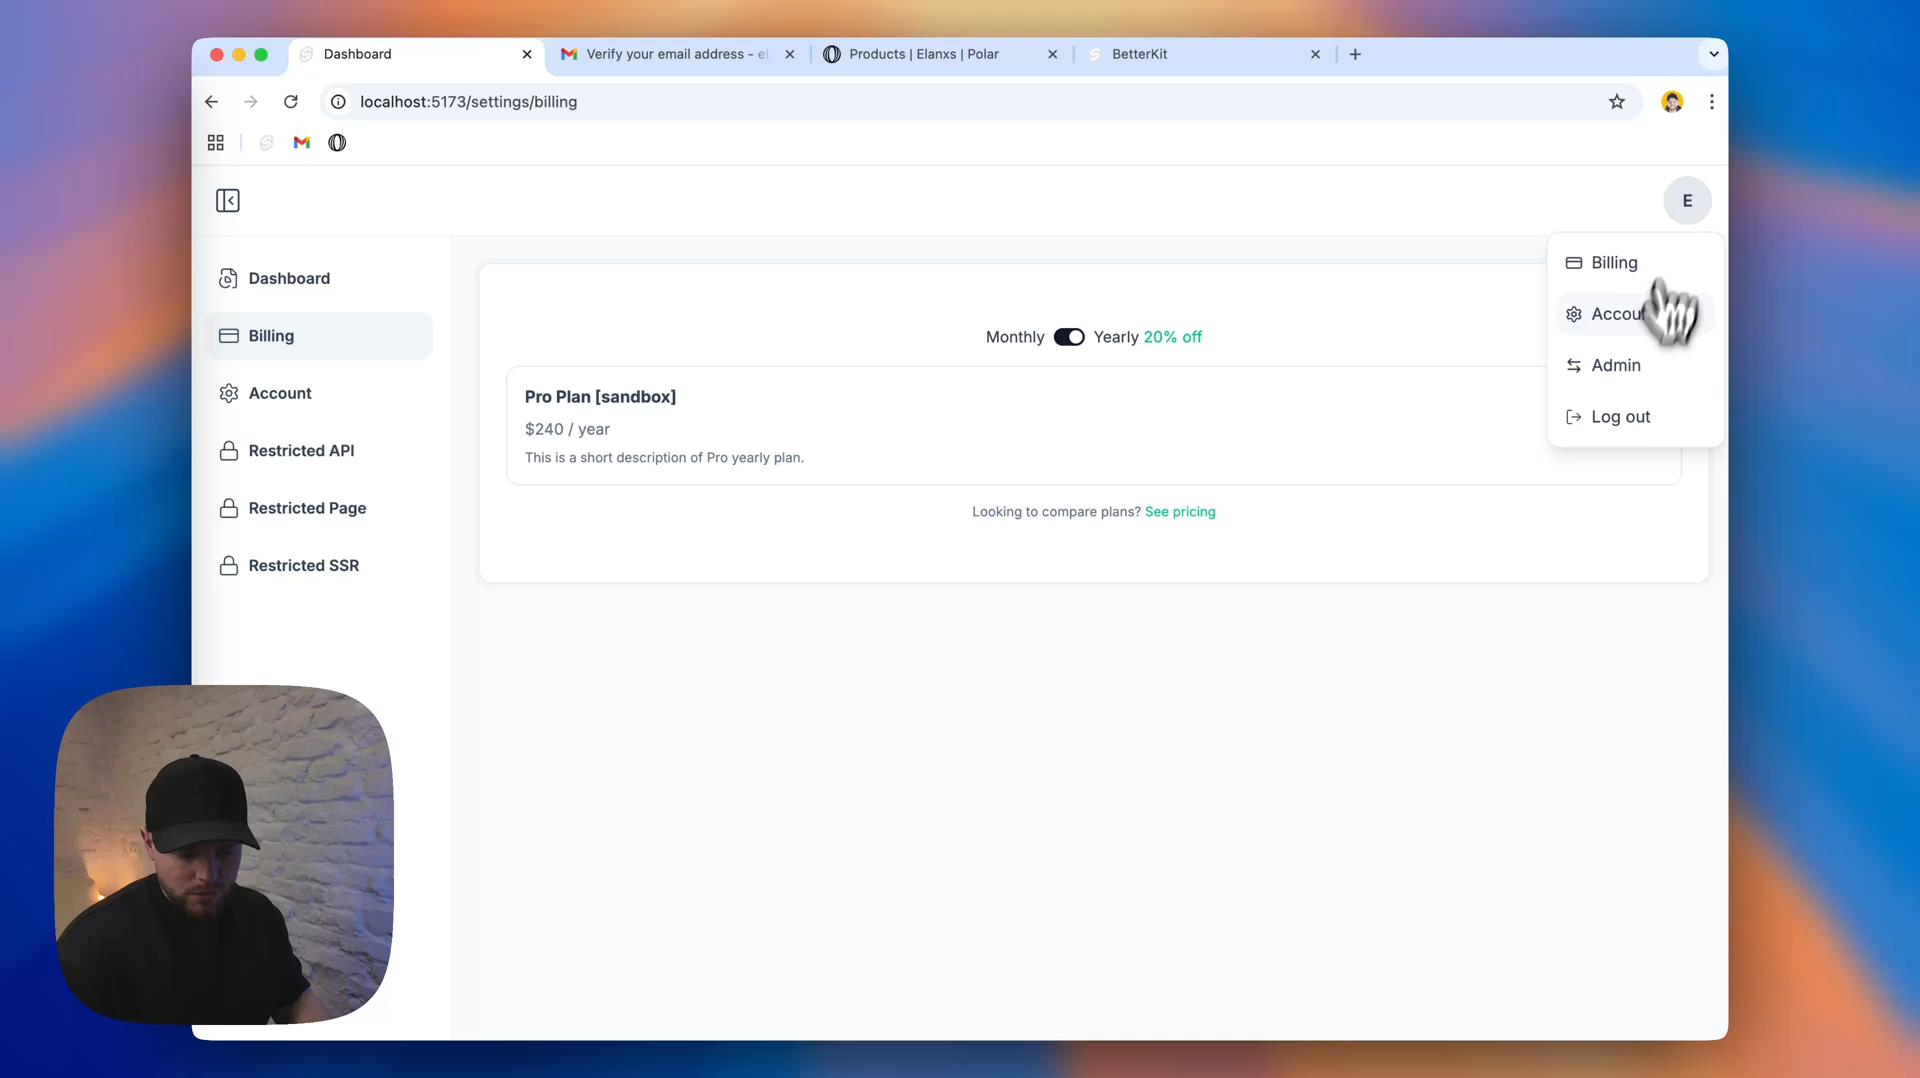 Dashboard
Verify your email address - el
Products | Elanxs | Polar
BetterKit
localhost:5173/settings/billing
E
Dashboard
Billing
Account
Restricted API
Restricted Page
Restricted SSR
Monthly
Yearly 20% off
Pro Plan [sandbox]
$240 / year
This is a short description of Pro yearly plan.
Looking to compare plans? See pricing
Billing
Accou
Admin
Log out